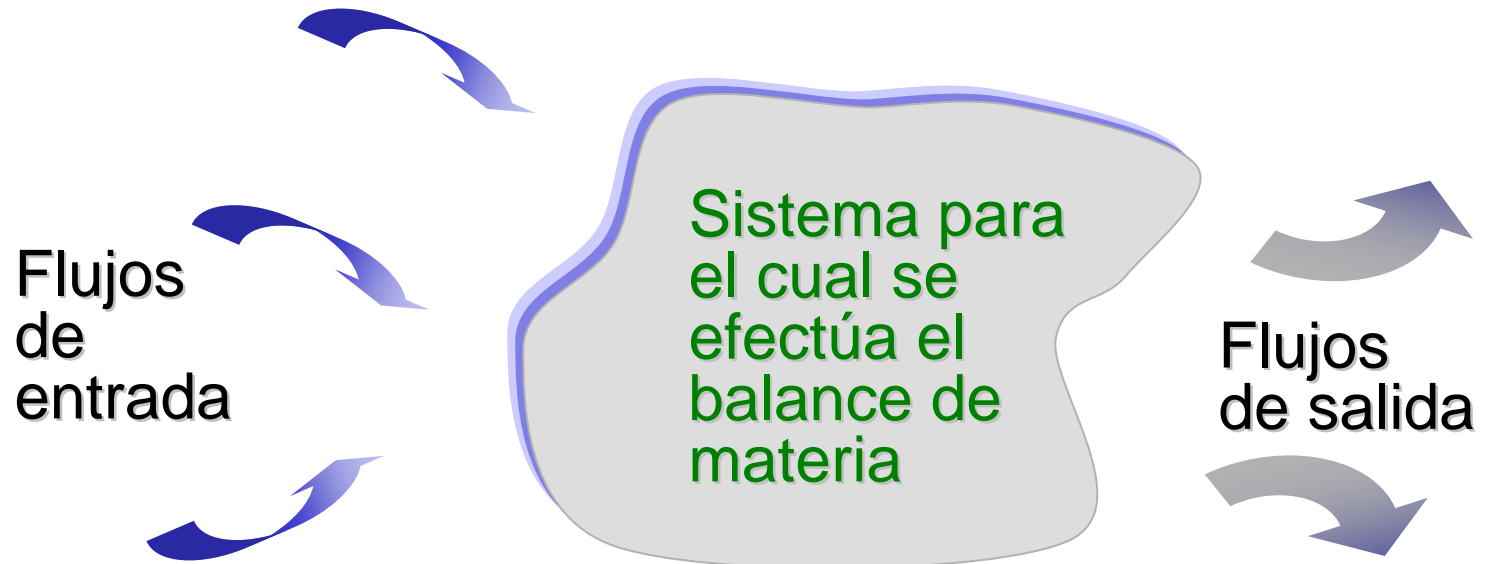 Flujos
de
entrada
Sistema para
el cual se
efectúa el
balance de
materia
Flujos
de salida